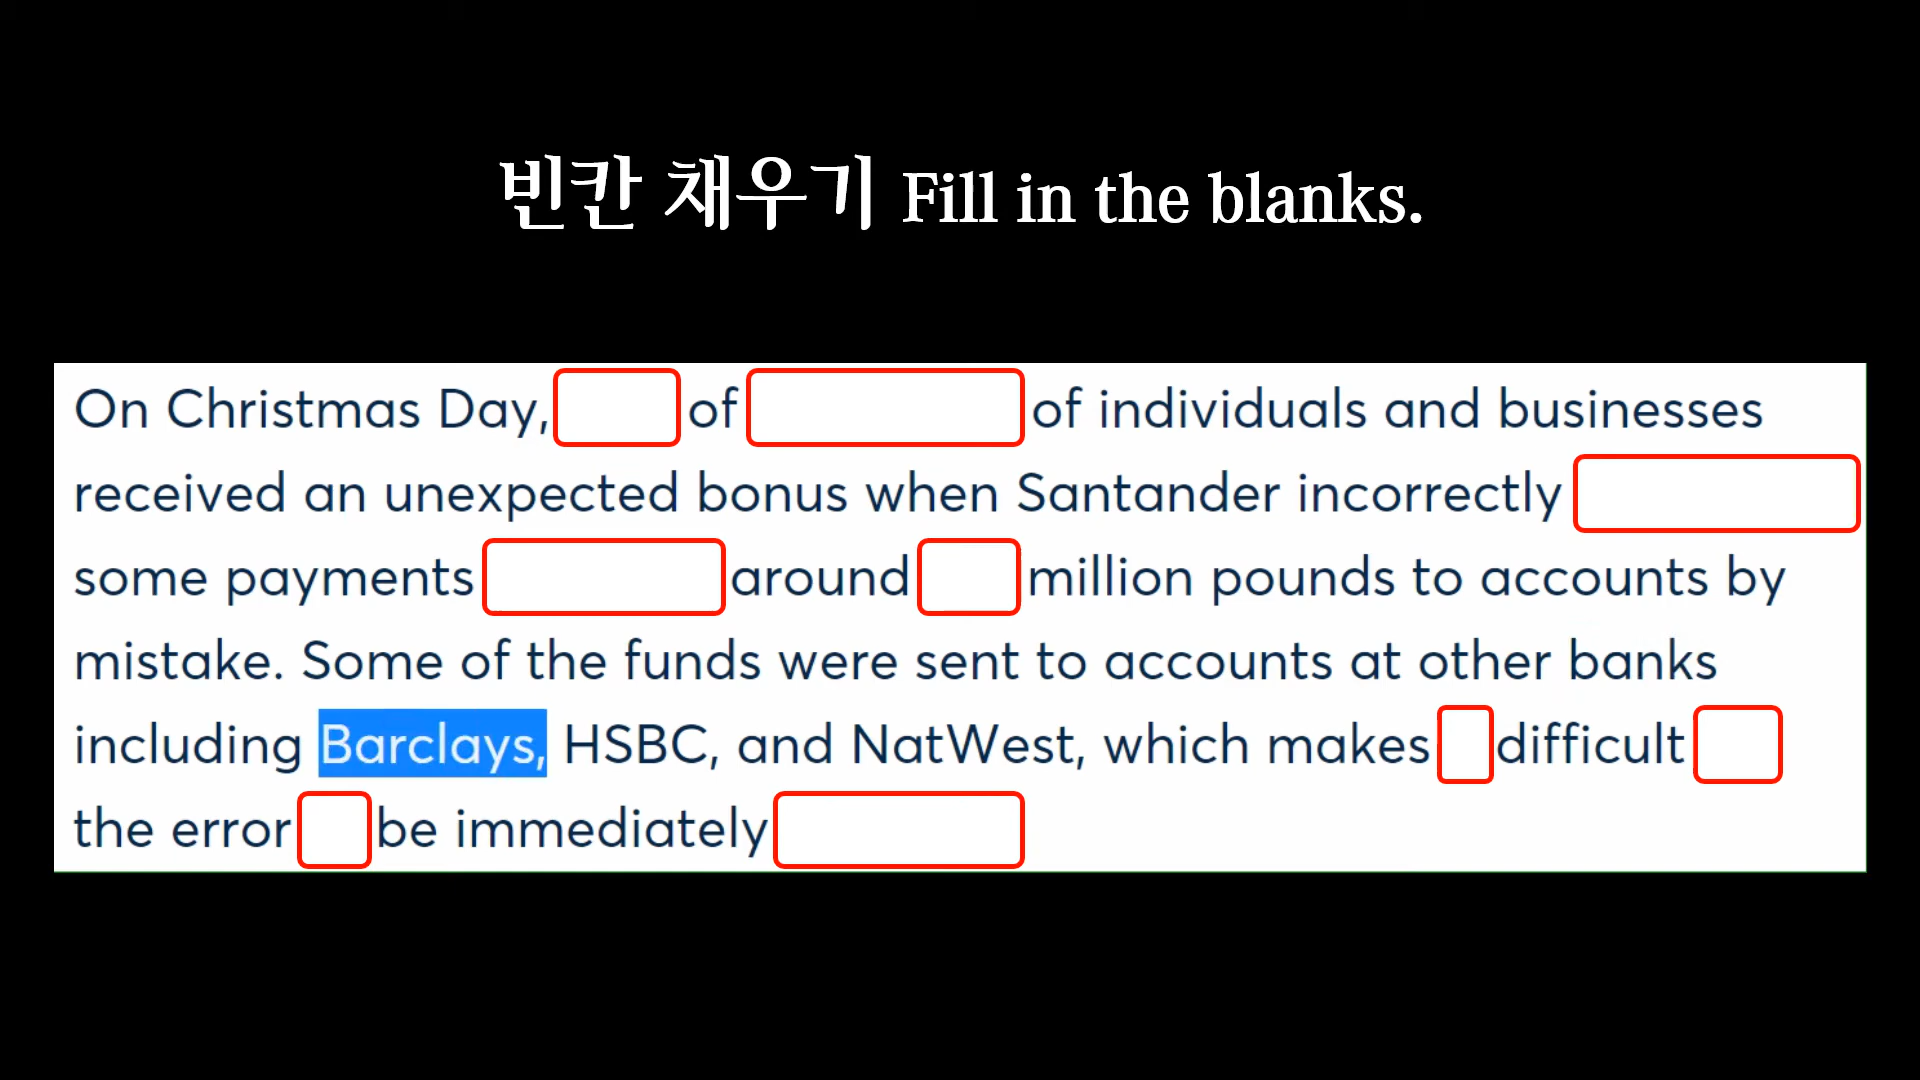 빈칸 채우기 Fill in the blanks.
On Christmas Day, of of individuals and businesses
received an unexpected bonus when Santander incorrectly
some payments around million pounds to accounts by
mistake. Some of the funds were sent to accounts at other banks
including Barclays, HSBC, and NatWest, which makes difficult
the error be immediately